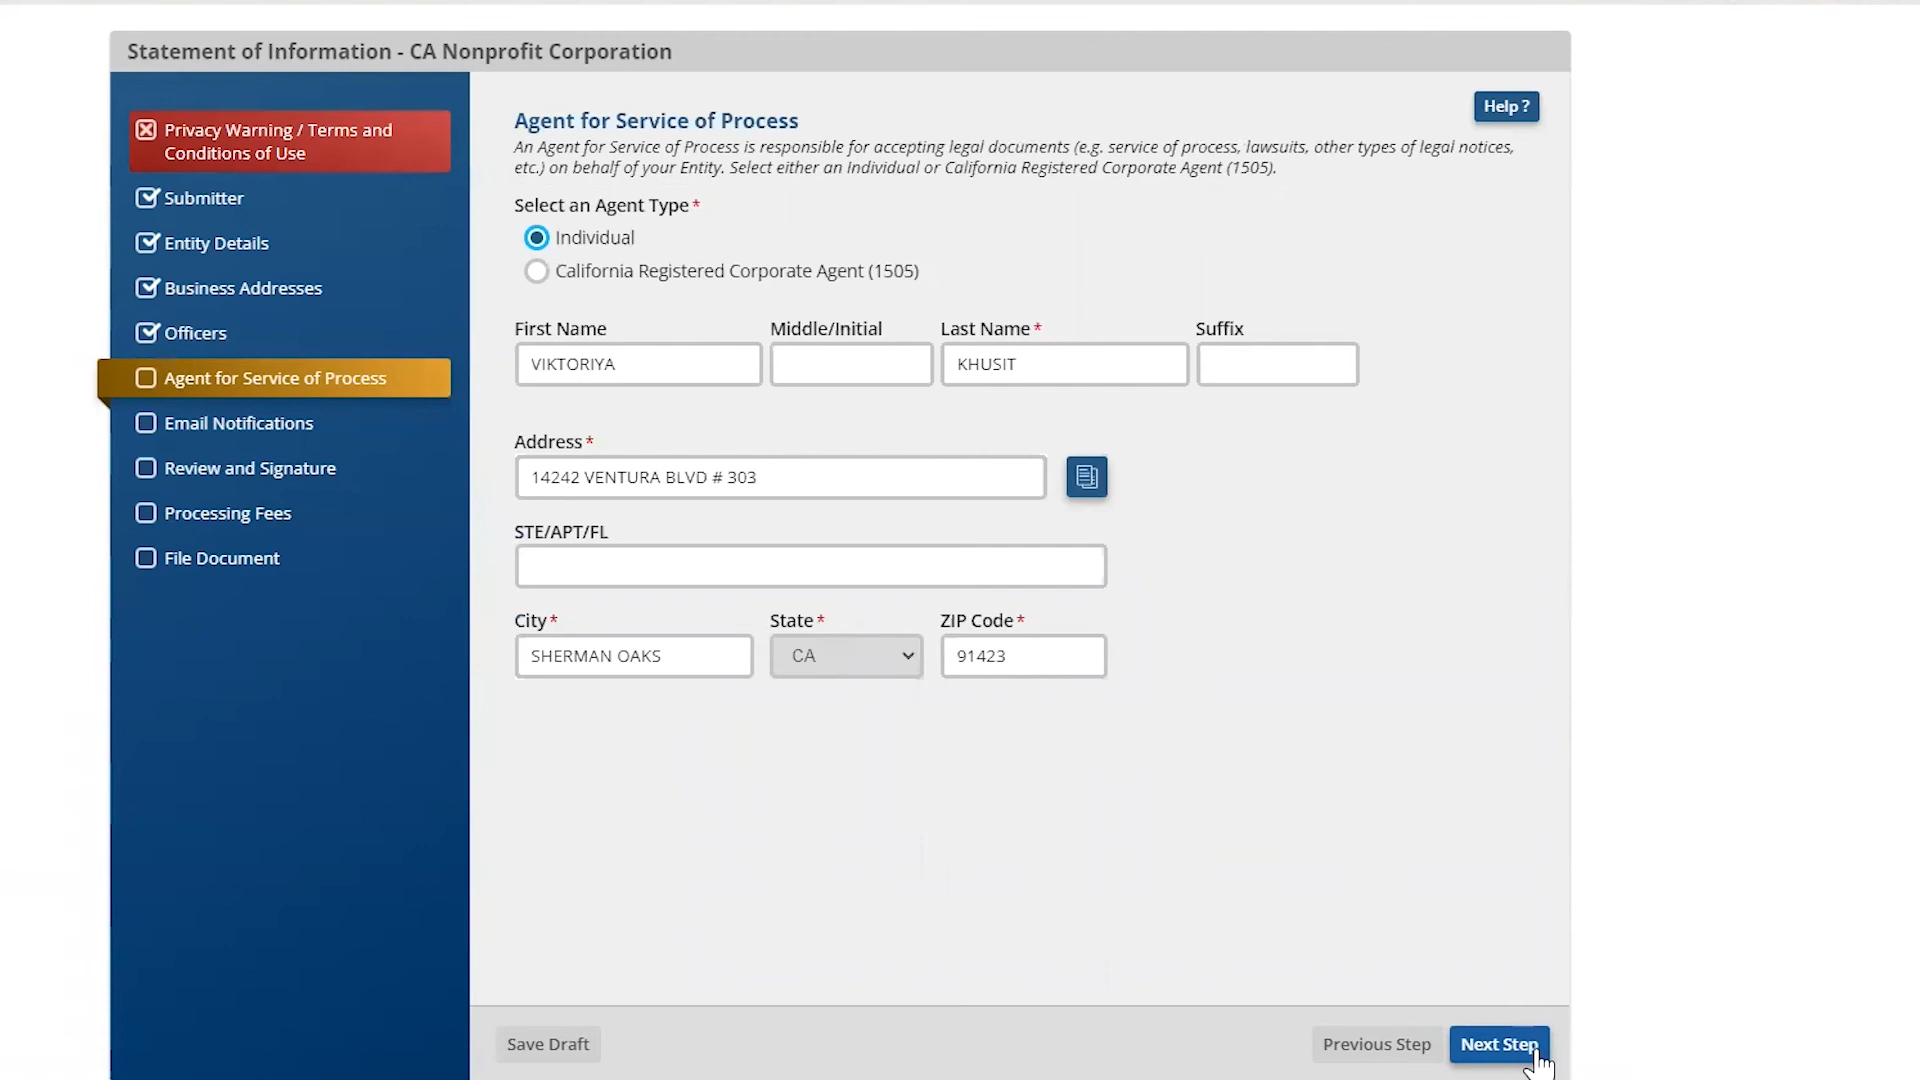 Statement of Information - CA Nonprofit Corporation
Privacy Warning / Terms and
Conditions of Use
Submitter
Entity Details
Business Addresses
Officers
Agent for Service of Process
Email Notifications
Review and Signature
Processing Fees
File Document
Help ?
Agent for Service of Process
An Agent for Service of Process is responsible for accepting legal documents (e.g. service of process, lawsuits, other types of legal notices,
etc.) on behalf of your Entity. Select either an Individual or California Registered Corporate Agent (1505).
Select an Agent Type *
Individual
California Registered Corporate Agent (1505)
First Name Middle/Initial Last Name * Suffix
VIKTORIYA KHUSIT
Address *
14242 VENTURA BLVD # 303
STE/APT/FL
City * State * ZIP Code *
SHERMAN OAKS CA 91423
Save Draft Previous Step Next Step